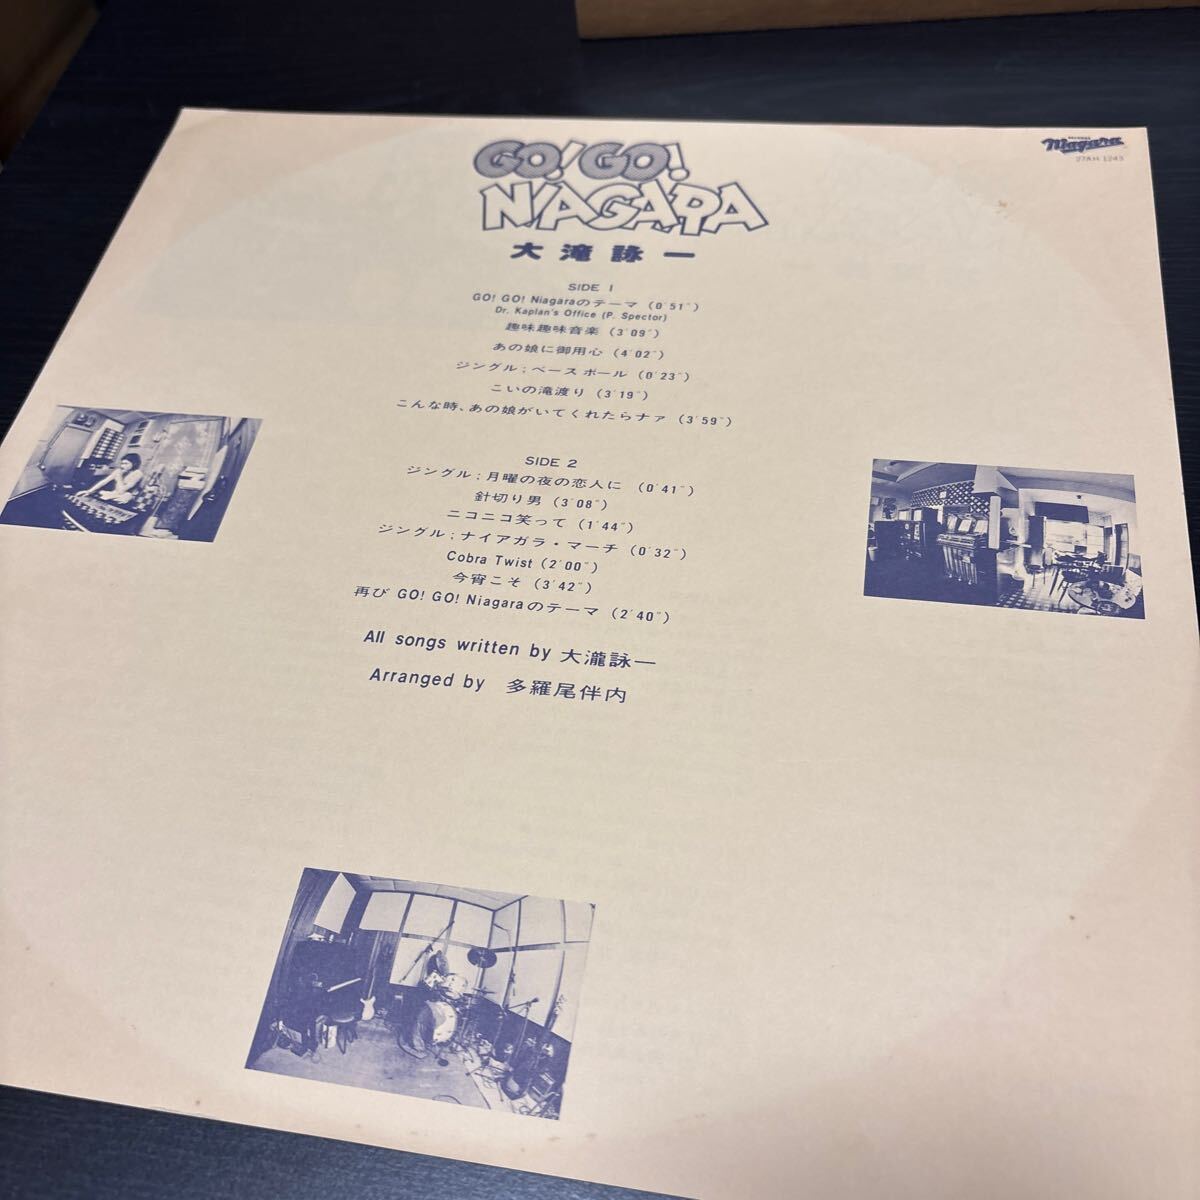 GO! GO!
NIAGARA
大滝詠一
RECORDS
Niagara
27AH 1243
SIDE 1
GO! GO! Niagaraのテーマ (0′51″)
Dr. Kaplan's Office (P. Spector)
趣味趣味音楽 (3′09″)
あの娘に御用心 (4′02″)
ジングル；ベースボール (0′23″)
こいの滝渡り (3′19″)
こんな時、あの娘がいてくれたらナァ (3′59″)
SIDE 2
ジングル；月曜の夜の恋人に (0′41″)
針切り男 (3′08″)
ニコニコ笑って (1′44″)
ジングル；ナイアガラ・マーチ (0′32″)
Cobra Twist (2′00″)
今宵こそ (3′42″)
再び GO! GO! Niagaraのテーマ (2′40″)
All songs written by 大瀧詠一
Arranged by 多羅尾伴内